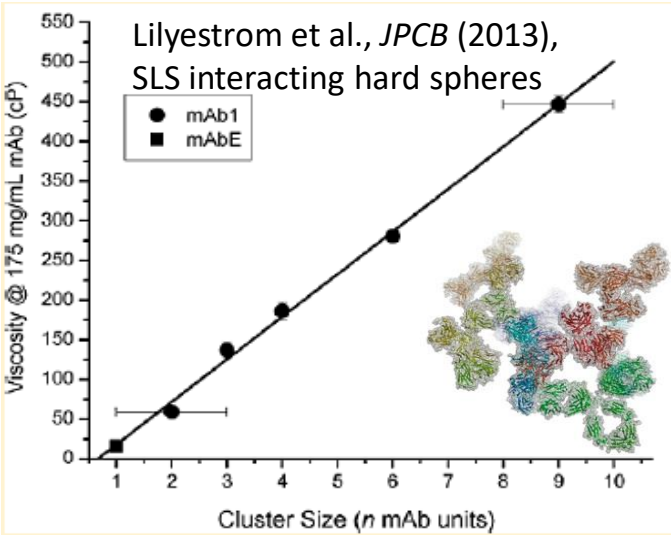 Lilyestrom et al., JPCB (2013),
SLS interacting hard spheres
mAb1
mAbE
Viscosity @ 175 mg/mL mAb (cP)
550
500
450
400
350
300
250
200
150
100
50
0
1 2 3 4 5 6 7 8 9 10
Cluster Size (n mAb units)